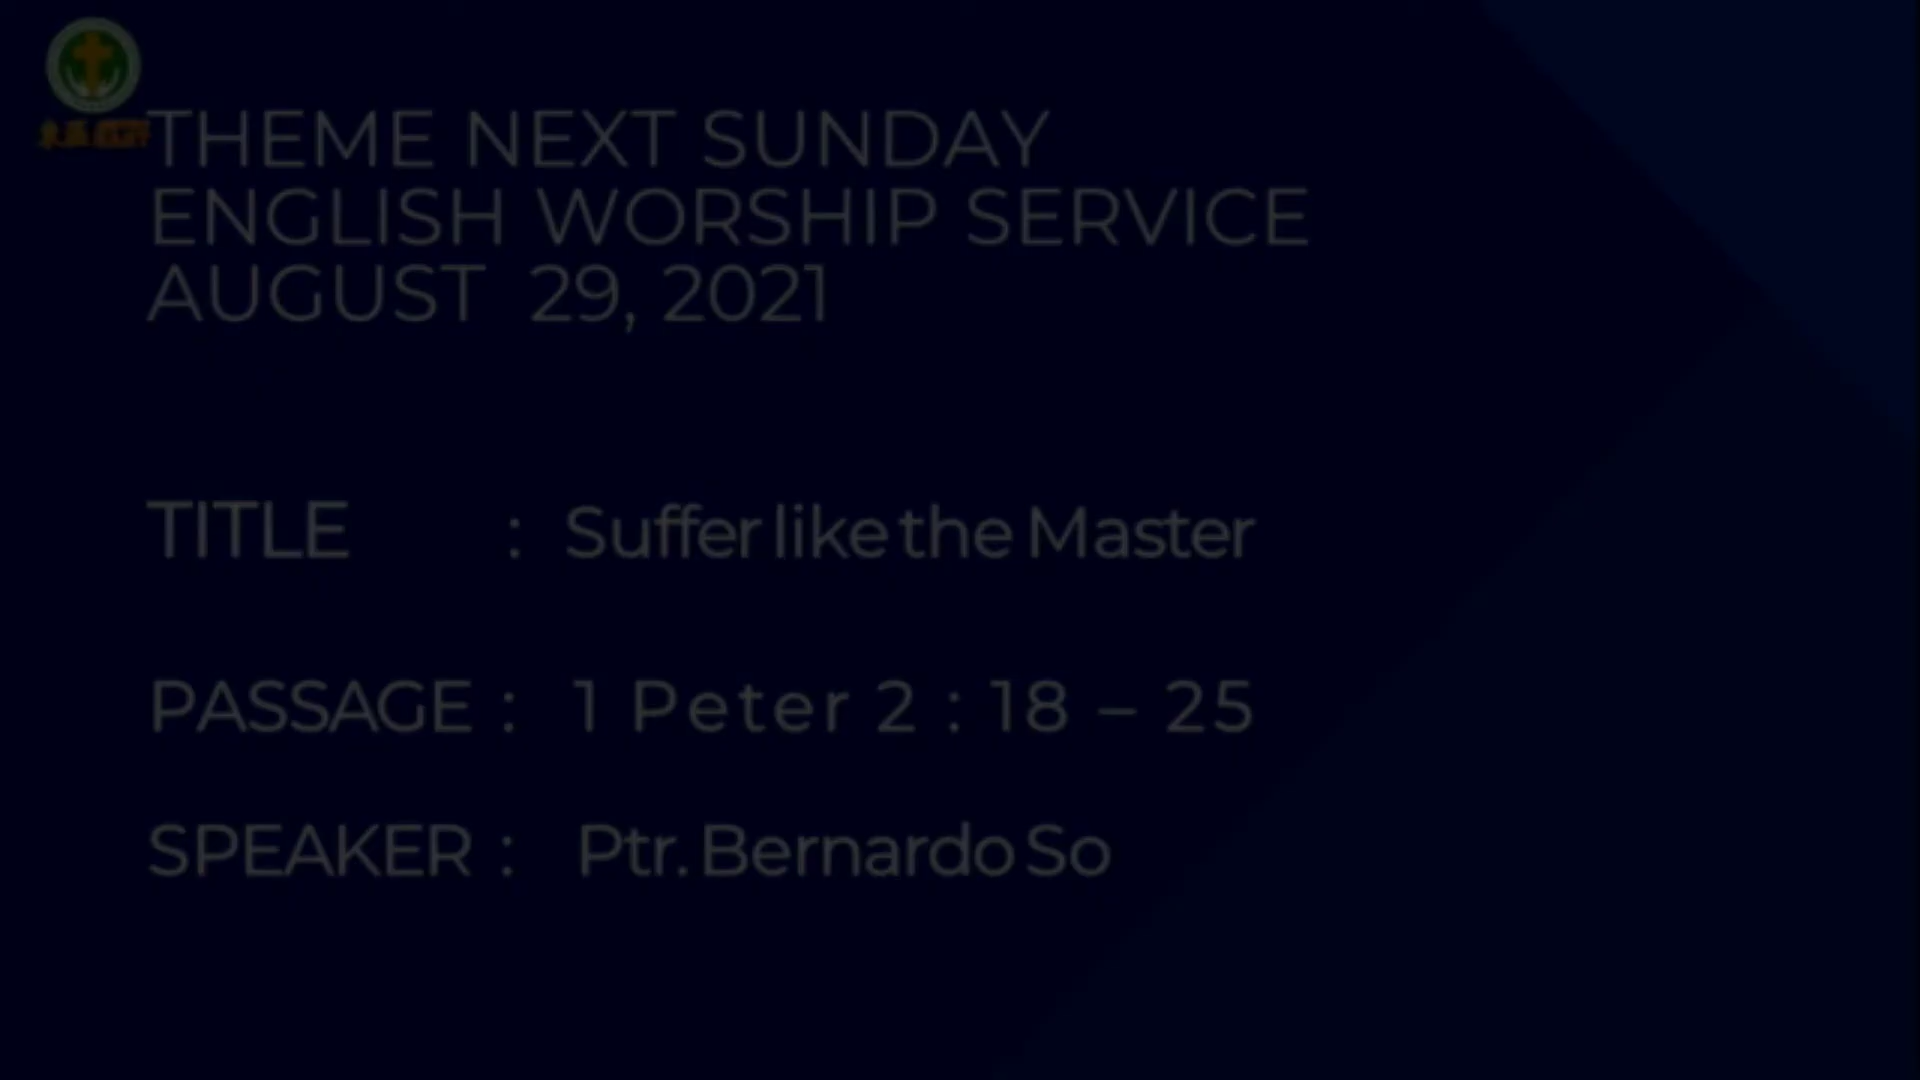 THEME NEXT SUNDAY
ENGLISH WORSHIP SERVICE
AUGUST 29, 2021
TITLE : Suffer like the Master
PASSAGE : 1 Peter 2 : 18 – 25
SPEAKER : Ptr. Bernardo So